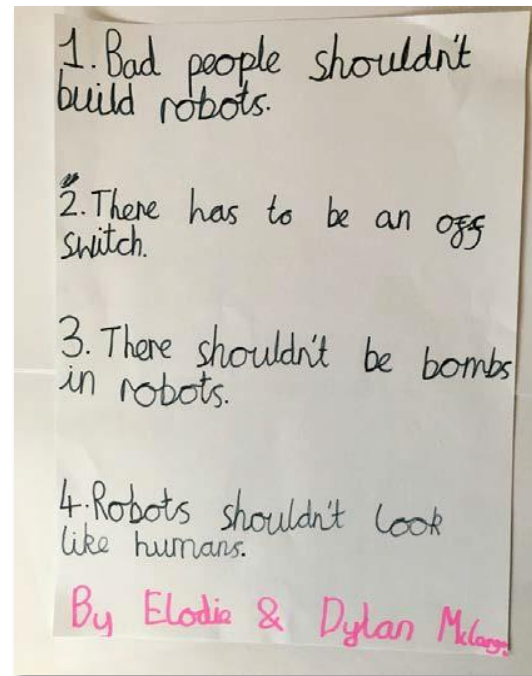 1. Bad people shouldn't
build robots.
2. There has to be an off
switch.
3. There shouldn't be bombs
in robots.
4. Robots shouldn't look
like humans.
By Elodie & Dylan